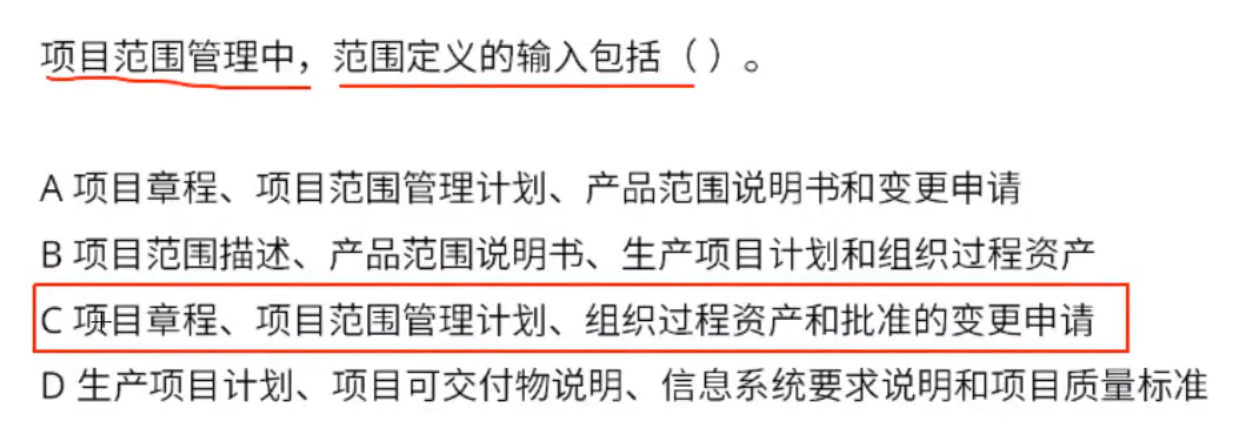 项目范围管理中，范围定义的输入包括（ ）。
A 项目章程、项目范围管理计划、产品范围说明书和变更申请
B 项目范围描述、产品范围说明书、生产项目计划和组织过程资产
C 项目章程、项目范围管理计划、组织过程资产和批准的变更申请
D 生产项目计划、项目可交付物说明、信息系统要求说明和项目质量标准